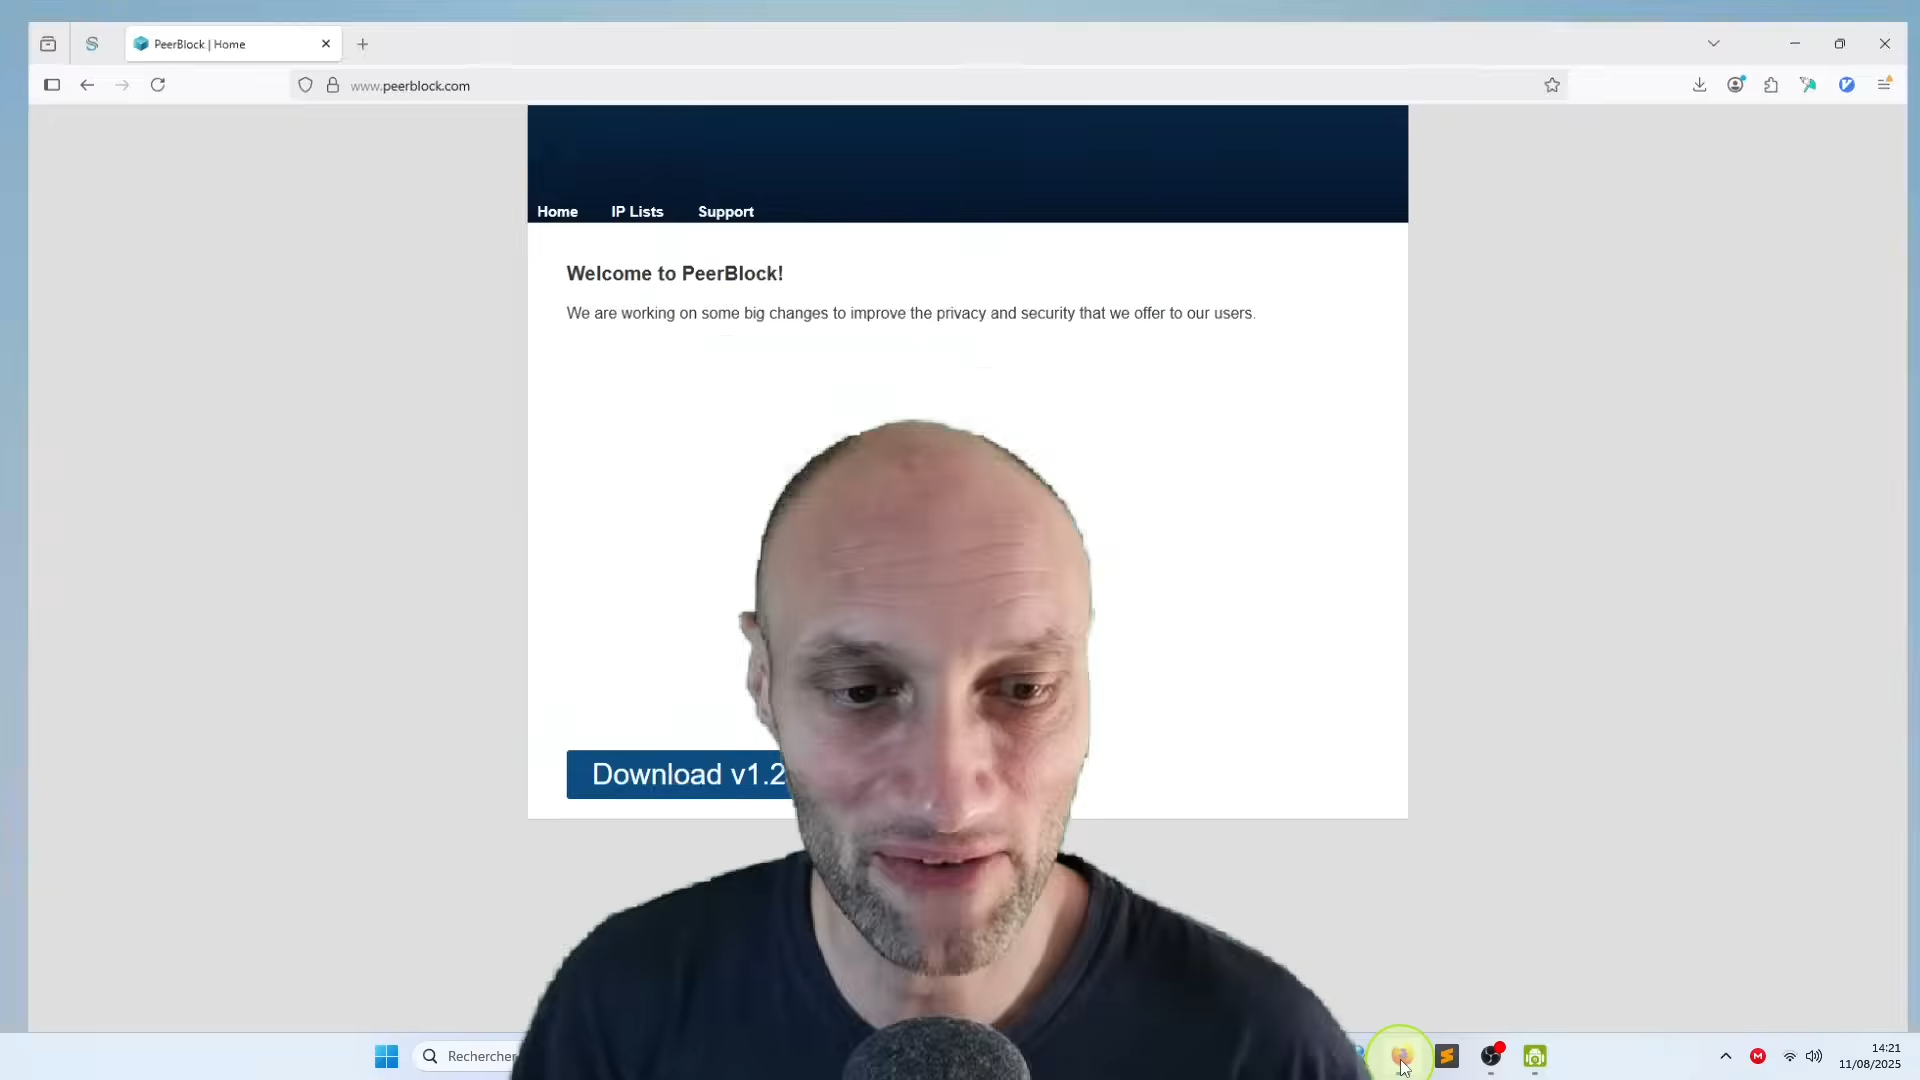 PeerBlock | Home
www.peerblock.com
Home IP Lists Support
Welcome to PeerBlock!
We are working on some big changes to improve the privacy and security that we offer to our users.
Download v1.2
Rechercher
14:21
11/08/2025